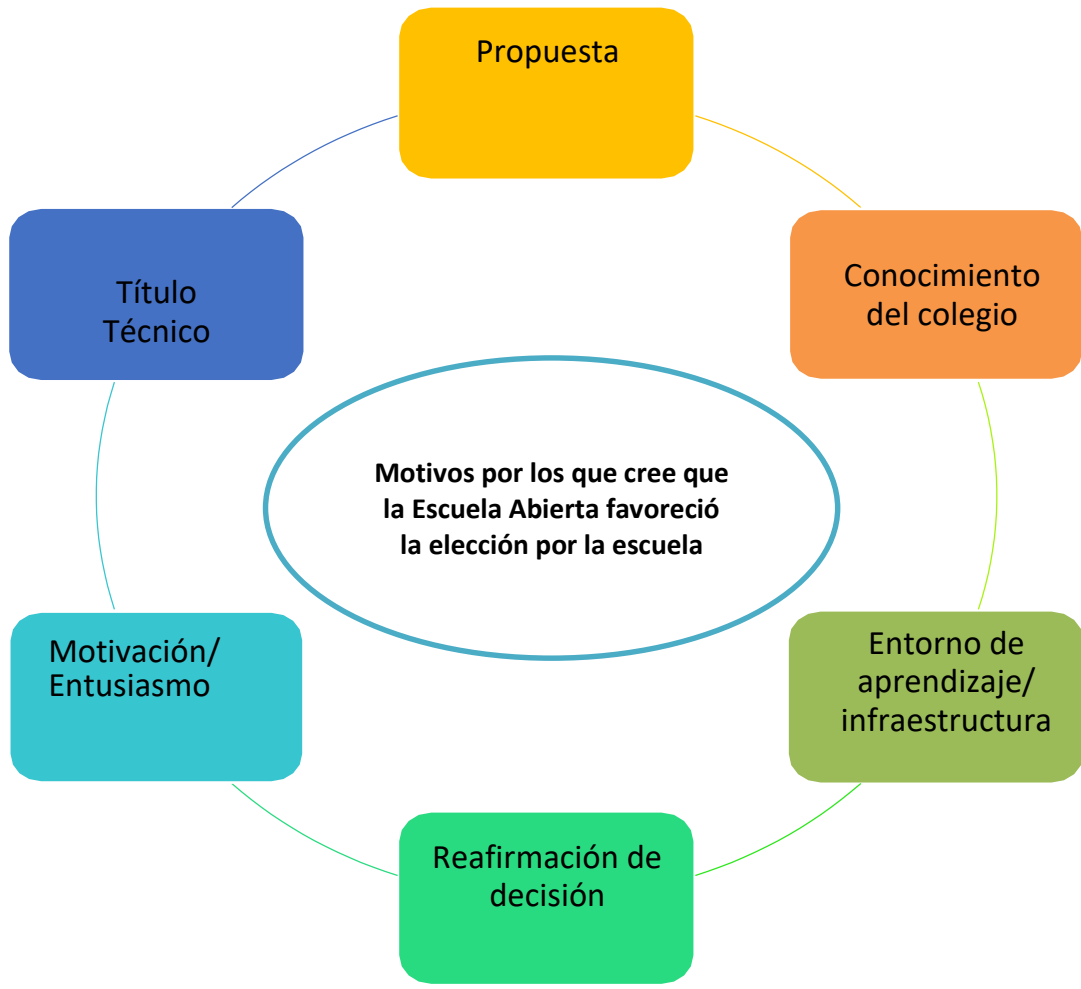 Propuesta
Conocimiento
del colegio
Entorno de
aprendizaje/
infraestructura
Reafirmación de
decisión
Motivación/
Entusiasmo
Título
Técnico
Motivos por los que cree que
la Escuela Abierta favoreció
la elección por la escuela